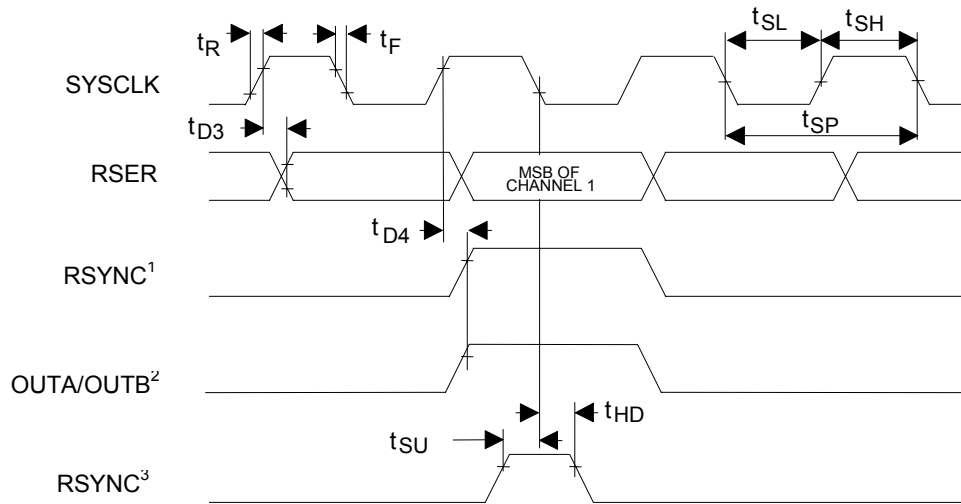 tR
tF
tSL
tSH
SYSCLK
tD3
tSP
RSER
MSB OF
CHANNEL 1
tD4
RSYNC¹
OUTA/OUTB²
tHD
tSU
RSYNC³